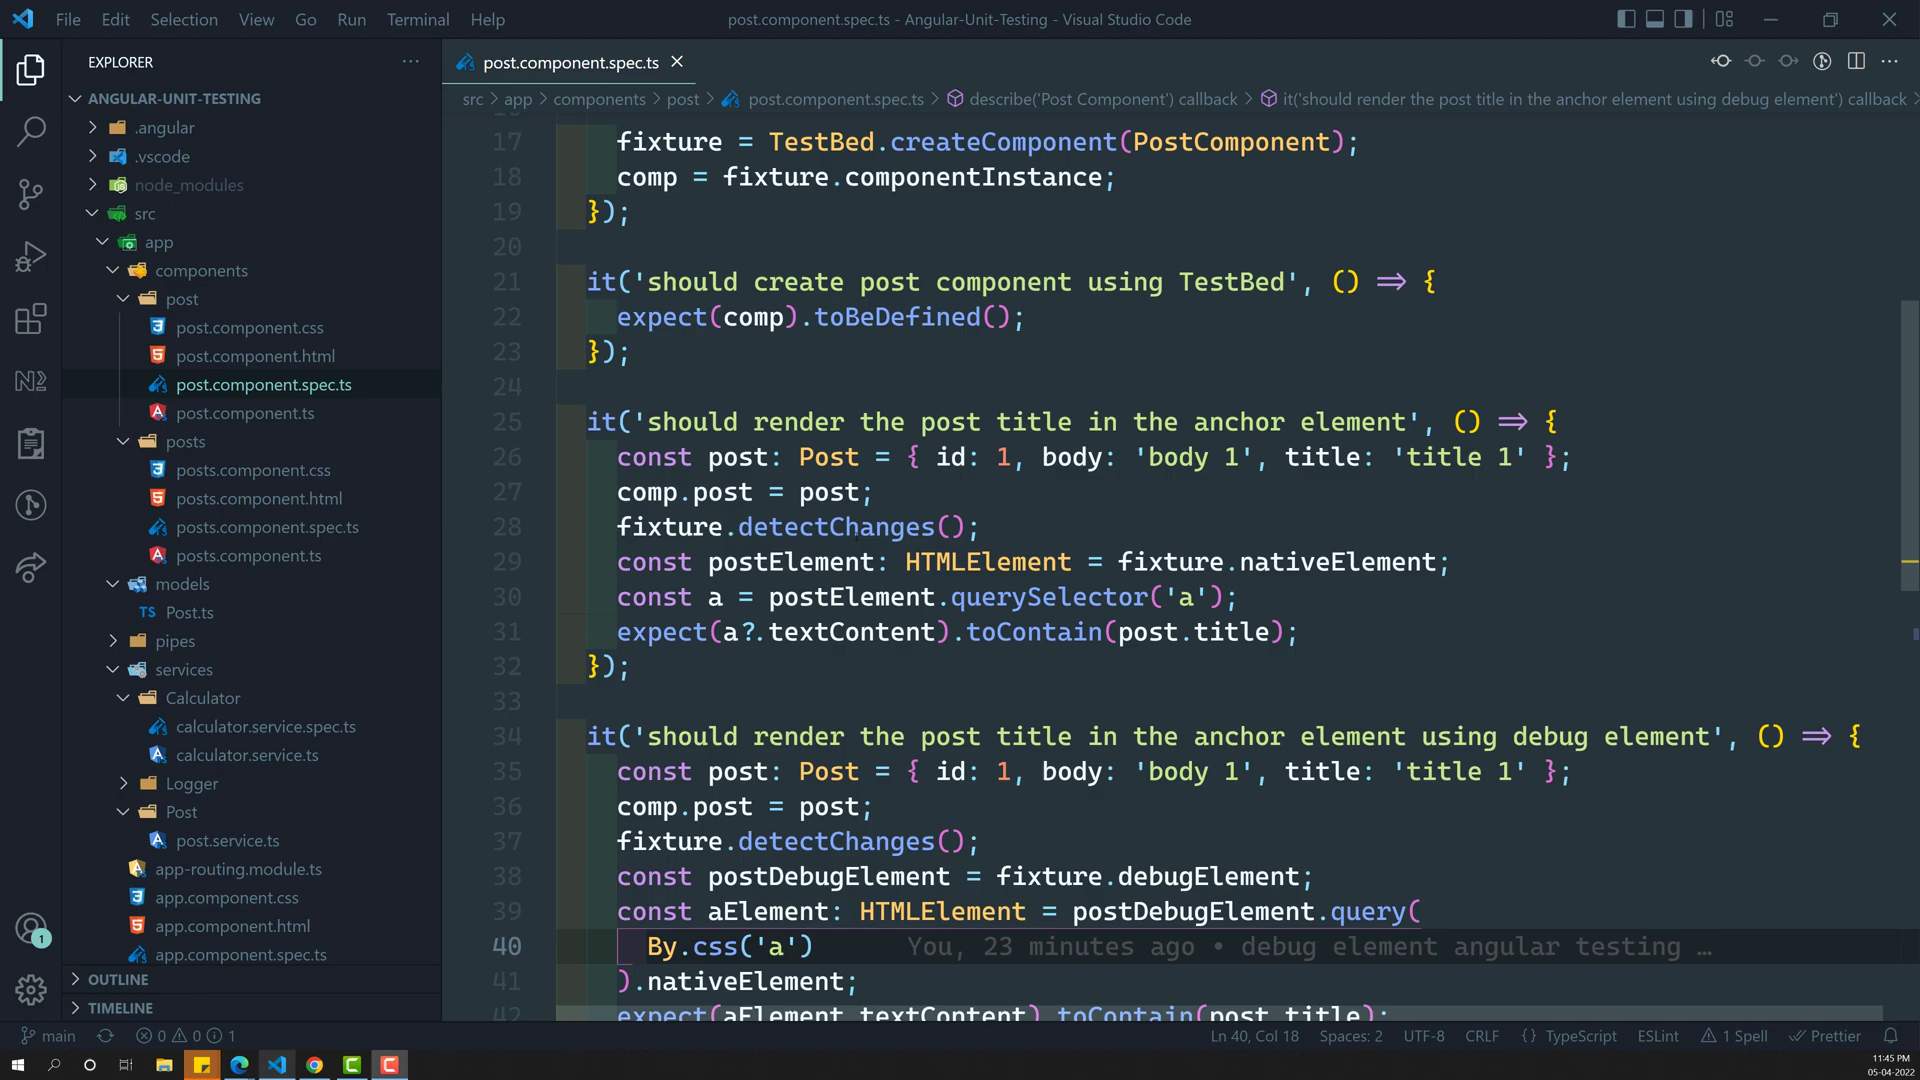 File Edit Selection View Go Run Terminal Help
post.component.spec.ts - Angular-Unit-Testing - Visual Studio Code
EXPLORER
ANGULAR-UNIT-TESTING
.angular
.vscode
node_modules
src
app
components
post
post.component.css
post.component.html
post.component.spec.ts
post.component.ts
posts
posts.component.css
posts.component.html
posts.component.spec.ts
posts.component.ts
models
TS Post.ts
pipes
services
Calculator
calculator.service.spec.ts
calculator.service.ts
Logger
Post
post.service.ts
app-routing.module.ts
app.component.css
app.component.html
app.component.spec.ts
OUTLINE
TIMELINE
post.component.spec.ts
src > app > components > post > post.component.spec.ts > describe('Post Component') callback > it('should render the post title in the anchor element using debug element') callback >
17 fixture = TestBed.createComponent(PostComponent);
18 comp = fixture.componentInstance;
19 });
20
21 it('should create post component using TestBed', () => {
22 expect(comp).toBeDefined();
23 });
24
25 it('should render the post title in the anchor element', () => {
26 const post: Post = { id: 1, body: 'body 1', title: 'title 1' };
27 comp.post = post;
28 fixture.detectChanges();
29 const postElement: HTMLElement = fixture.nativeElement;
30 const a = postElement.querySelector('a');
31 expect(a?.textContent).toContain(post.title);
32 });
33
34 it('should render the post title in the anchor element using debug element', () => {
35 const post: Post = { id: 1, body: 'body 1', title: 'title 1' };
36 comp.post = post;
37 fixture.detectChanges();
38 const postDebugElement = fixture.debugElement;
39 const aElement: HTMLElement = postDebugElement.query(
40 By.css('a') You, 23 minutes ago • debug element angular testing …
41 ).nativeElement;
42 expect(aElement.textContent).toContain(post.title);
main 0 0 1
Ln 40, Col 18 Spaces: 2 UTF-8 CRLF {} TypeScript ESLint 1 Spell Prettier
1
11:45 PM
05-04-2022